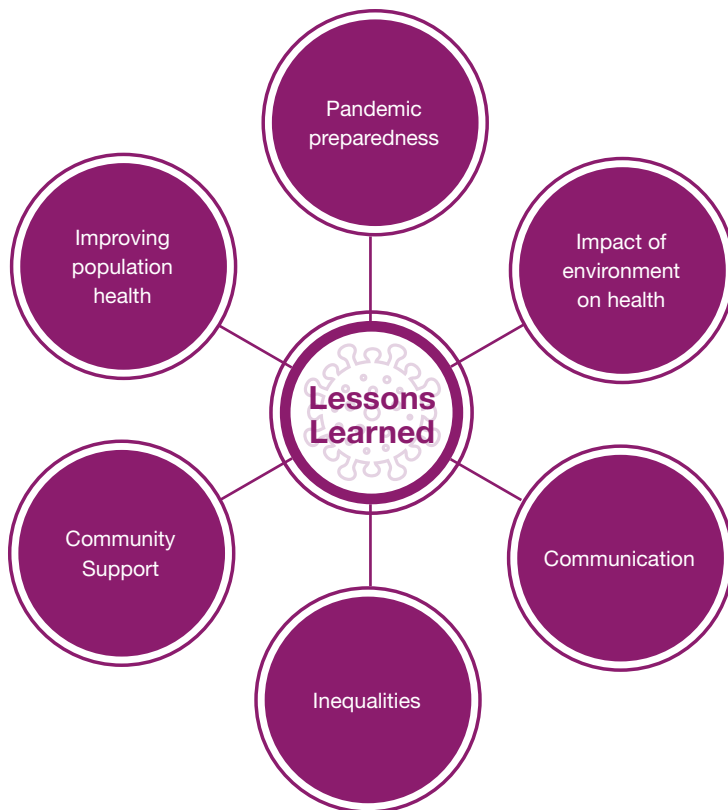 Pandemic
preparedness
Improving
population
health
Impact of
environment
on health
Lessons
Learned
Community
Support
Communication
Inequalities